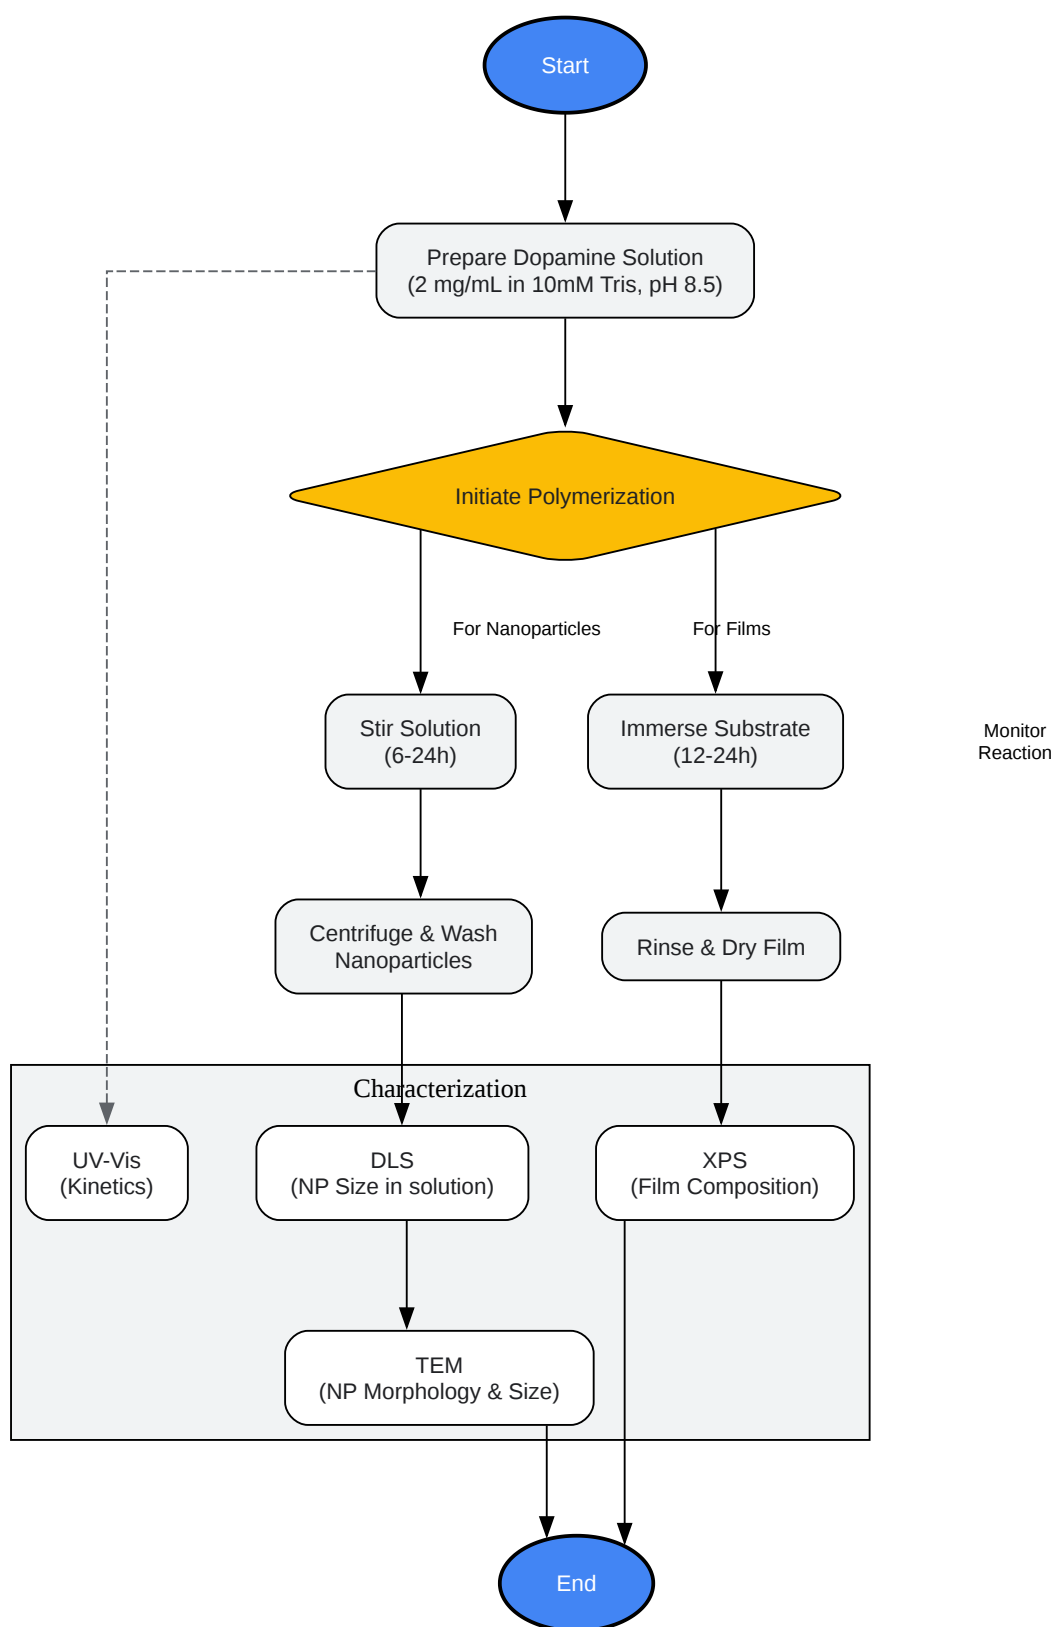 Start
Prepare Dopamine Solution
(2 mg/mL in 10mM Tris, pH 8.5)
Initiate Polymerization
For Nanoparticles
For Films
Stir Solution
(6-24h)
Immerse Substrate
(12-24h)
Monitor
Reaction
Centrifuge & Wash
Nanoparticles
Rinse & Dry Film
Characterization
UV-Vis
(Kinetics)
DLS
(NP Size in solution)
XPS
(Film Composition)
TEM
(NP Morphology & Size)
End